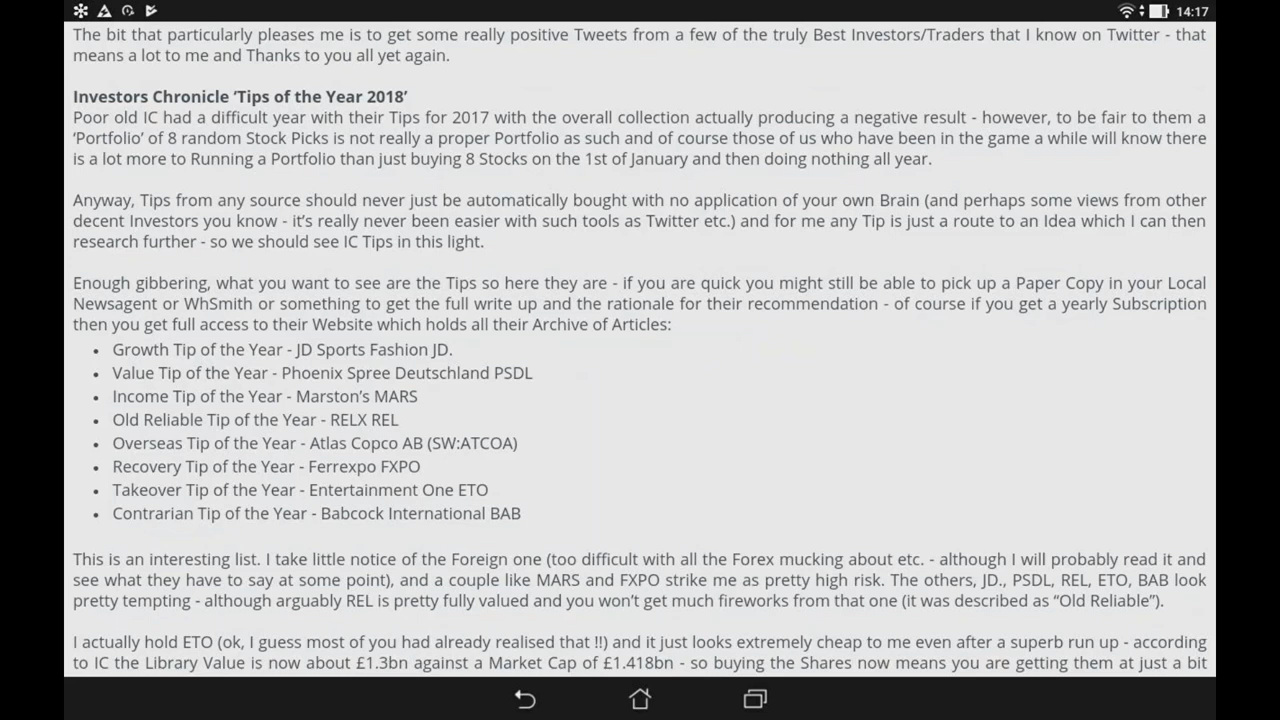 14:17
The bit that particularly pleases me is to get some really positive Tweets from a few of the truly Best Investors/Traders that I know on Twitter - that
means a lot to me and Thanks to you all yet again.
Investors Chronicle ‘Tips of the Year 2018’
Poor old IC had a difficult year with their Tips for 2017 with the overall collection actually producing a negative result - however, to be fair to them a
‘Portfolio’ of 8 random Stock Picks is not really a proper Portfolio as such and of course those of us who have been in the game a while will know there
is a lot more to Running a Portfolio than just buying 8 Stocks on the 1st of January and then doing nothing all year.
Anyway, Tips from any source should never just be automatically bought with no application of your own Brain (and perhaps some views from other
decent Investors you know - it’s really never been easier with such tools as Twitter etc.) and for me any Tip is just a route to an Idea which I can then
research further - so we should see IC Tips in this light.
Enough gibbering, what you want to see are the Tips so here they are - if you are quick you might still be able to pick up a Paper Copy in your Local
Newsagent or WhSmith or something to get the full write up and the rationale for their recommendation - of course if you get a yearly Subscription
then you get full access to their Website which holds all their Archive of Articles:
• Growth Tip of the Year - JD Sports Fashion JD.
• Value Tip of the Year - Phoenix Spree Deutschland PSDL
• Income Tip of the Year - Marston’s MARS
• Old Reliable Tip of the Year - RELX REL
• Overseas Tip of the Year - Atlas Copco AB (SW:ATCOA)
• Recovery Tip of the Year - Ferrexpo FXPO
• Takeover Tip of the Year - Entertainment One ETO
• Contrarian Tip of the Year - Babcock International BAB
This is an interesting list. I take little notice of the Foreign one (too difficult with all the Forex mucking about etc. - although I will probably read it and
see what they have to say at some point), and a couple like MARS and FXPO strike me as pretty high risk. The others, JD., PSDL, REL, ETO, BAB look
pretty tempting - although arguably REL is pretty fully valued and you won’t get much fireworks from that one (it was described as “Old Reliable”).
I actually hold ETO (ok, I guess most of you had already realised that !!) and it just looks extremely cheap to me even after a superb run up - according
to IC the Library Value is now about £1.3bn against a Market Cap of £1.418bn - so buying the Shares now means you are getting them at just a bit